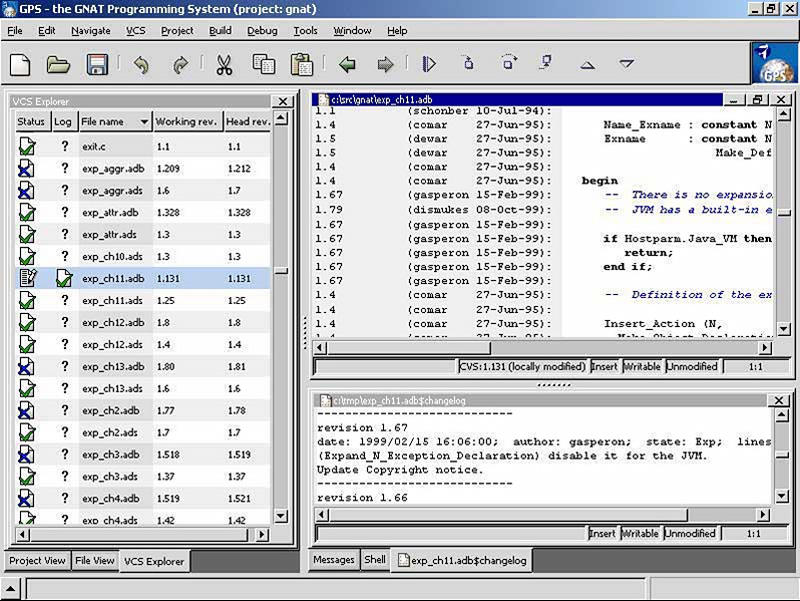 GPS - the GNAT Programming System (project: gnat)
File Edit Navigate VCS Project Build Debug Tools Window Help
GPS
VCS Explorer
Status Log File name Working rev. Head rev.
? exit.c 1.1 1.1
? exp_aggr.adb 1.209 1.212
? exp_aggr.ads 1.6 1.7
? exp_attr.adb 1.328 1.328
? exp_attr.ads 1.3 1.3
? exp_ch10.ads 1.3 1.3
exp_ch11.adb 1.131 1.131
? exp_ch11.ads 1.25 1.25
? exp_ch12.adb 1.8 1.8
? exp_ch12.ads 1.4 1.4
? exp_ch13.adb 1.80 1.81
? exp_ch13.ads 1.6 1.6
? exp_ch2.adb 1.77 1.78
? exp_ch2.ads 1.7 1.7
? exp_ch3.adb 1.518 1.519
? exp_ch3.ads 1.37 1.37
? exp_ch4.adb 1.519 1.521
? exp_ch4.ads 1.42 1.42
Project View File View VCS Explorer
c:\src\gnat\exp_ch11.adb
1.1 (schonber 10-Jul-94):
1.4 (comar 27-Jun-95): Name_Exname : constant N
1.5 (dewar 27-Jun-95): Exname : constant N
1.5 (dewar 27-Jun-95): Make_Def
1.4 (comar 27-Jun-95):
1.4 (comar 27-Jun-95): begin
1.67 (gasperon 15-Feb-99): -- There is no expansio
1.79 (dismukes 08-Oct-99): -- JVM has a built-in e
1.67 (gasperon 15-Feb-99):
1.67 (gasperon 15-Feb-99): if Hostparm.Java_VM then
1.67 (gasperon 15-Feb-99): return;
1.67 (gasperon 15-Feb-99): end if;
1.67 (gasperon 15-Feb-99):
1.4 (comar 27-Jun-95): -- Definition of the ex
1.4 (comar 27-Jun-95):
1.4 (comar 27-Jun-95): Insert_Action (N,
CVS:1.131 (locally modified) Insert Writable Unmodified 1:1
c:\tmp\exp_ch11.adb$changelog
----------------------------
revision 1.67
date: 1999/02/15 16:06:00; author: gasperon; state: Exp; lines
(Expand_N_Exception_Declaration) disable it for the JVM.
Update Copyright notice.
----------------------------
revision 1.66
Insert Writable Unmodified 1:1
Messages Shell exp_ch11.adb$changelog